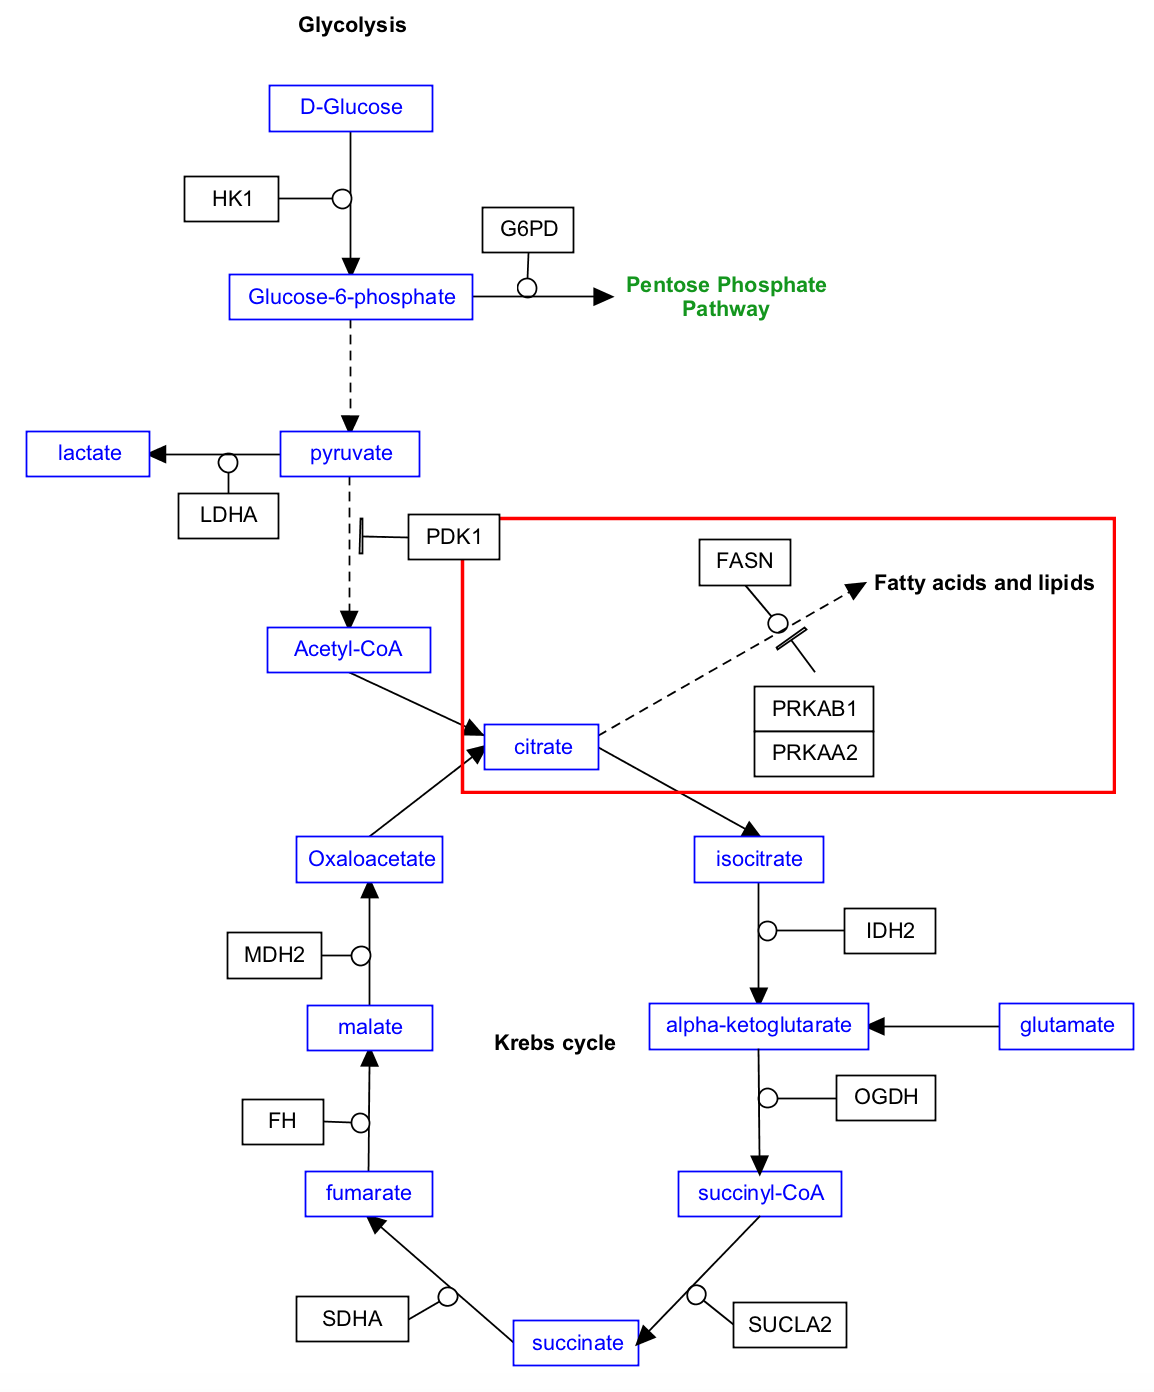 Glycolysis
D-Glucose
HK1
G6PD
Glucose-6-phosphate
Pentose Phosphate
Pathway
lactate
pyruvate
LDHA
PDK1
FASN
Fatty acids and lipids
Acetyl-CoA
PRKAB1
citrate
PRKAA2
Oxaloacetate
isocitrate
IDH2
MDH2
malate
Krebs cycle
alpha-ketoglutarate
glutamate
OGDH
FH
fumarate
succinyl-CoA
SDHA
SUCLA2
succinate